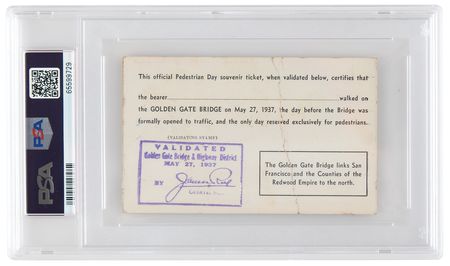 This official Pedestrian Day souvenir ticket, when validated below, certifies that
the bearer walked on
the GOLDEN GATE BRIDGE on May 27, 1937, the day before the Bridge was
formally opened to traffic, and the only day reserved exclusively for pedestrians.
(VALIDATING STAMP)
VALIDATED
Golden Gate Bridge & Highway District
MAY 27, 1937
BY
The Golden Gate Bridge links San
Francisco and the Counties of the
Redwood Empire to the north.
65599729
PSA
PSA